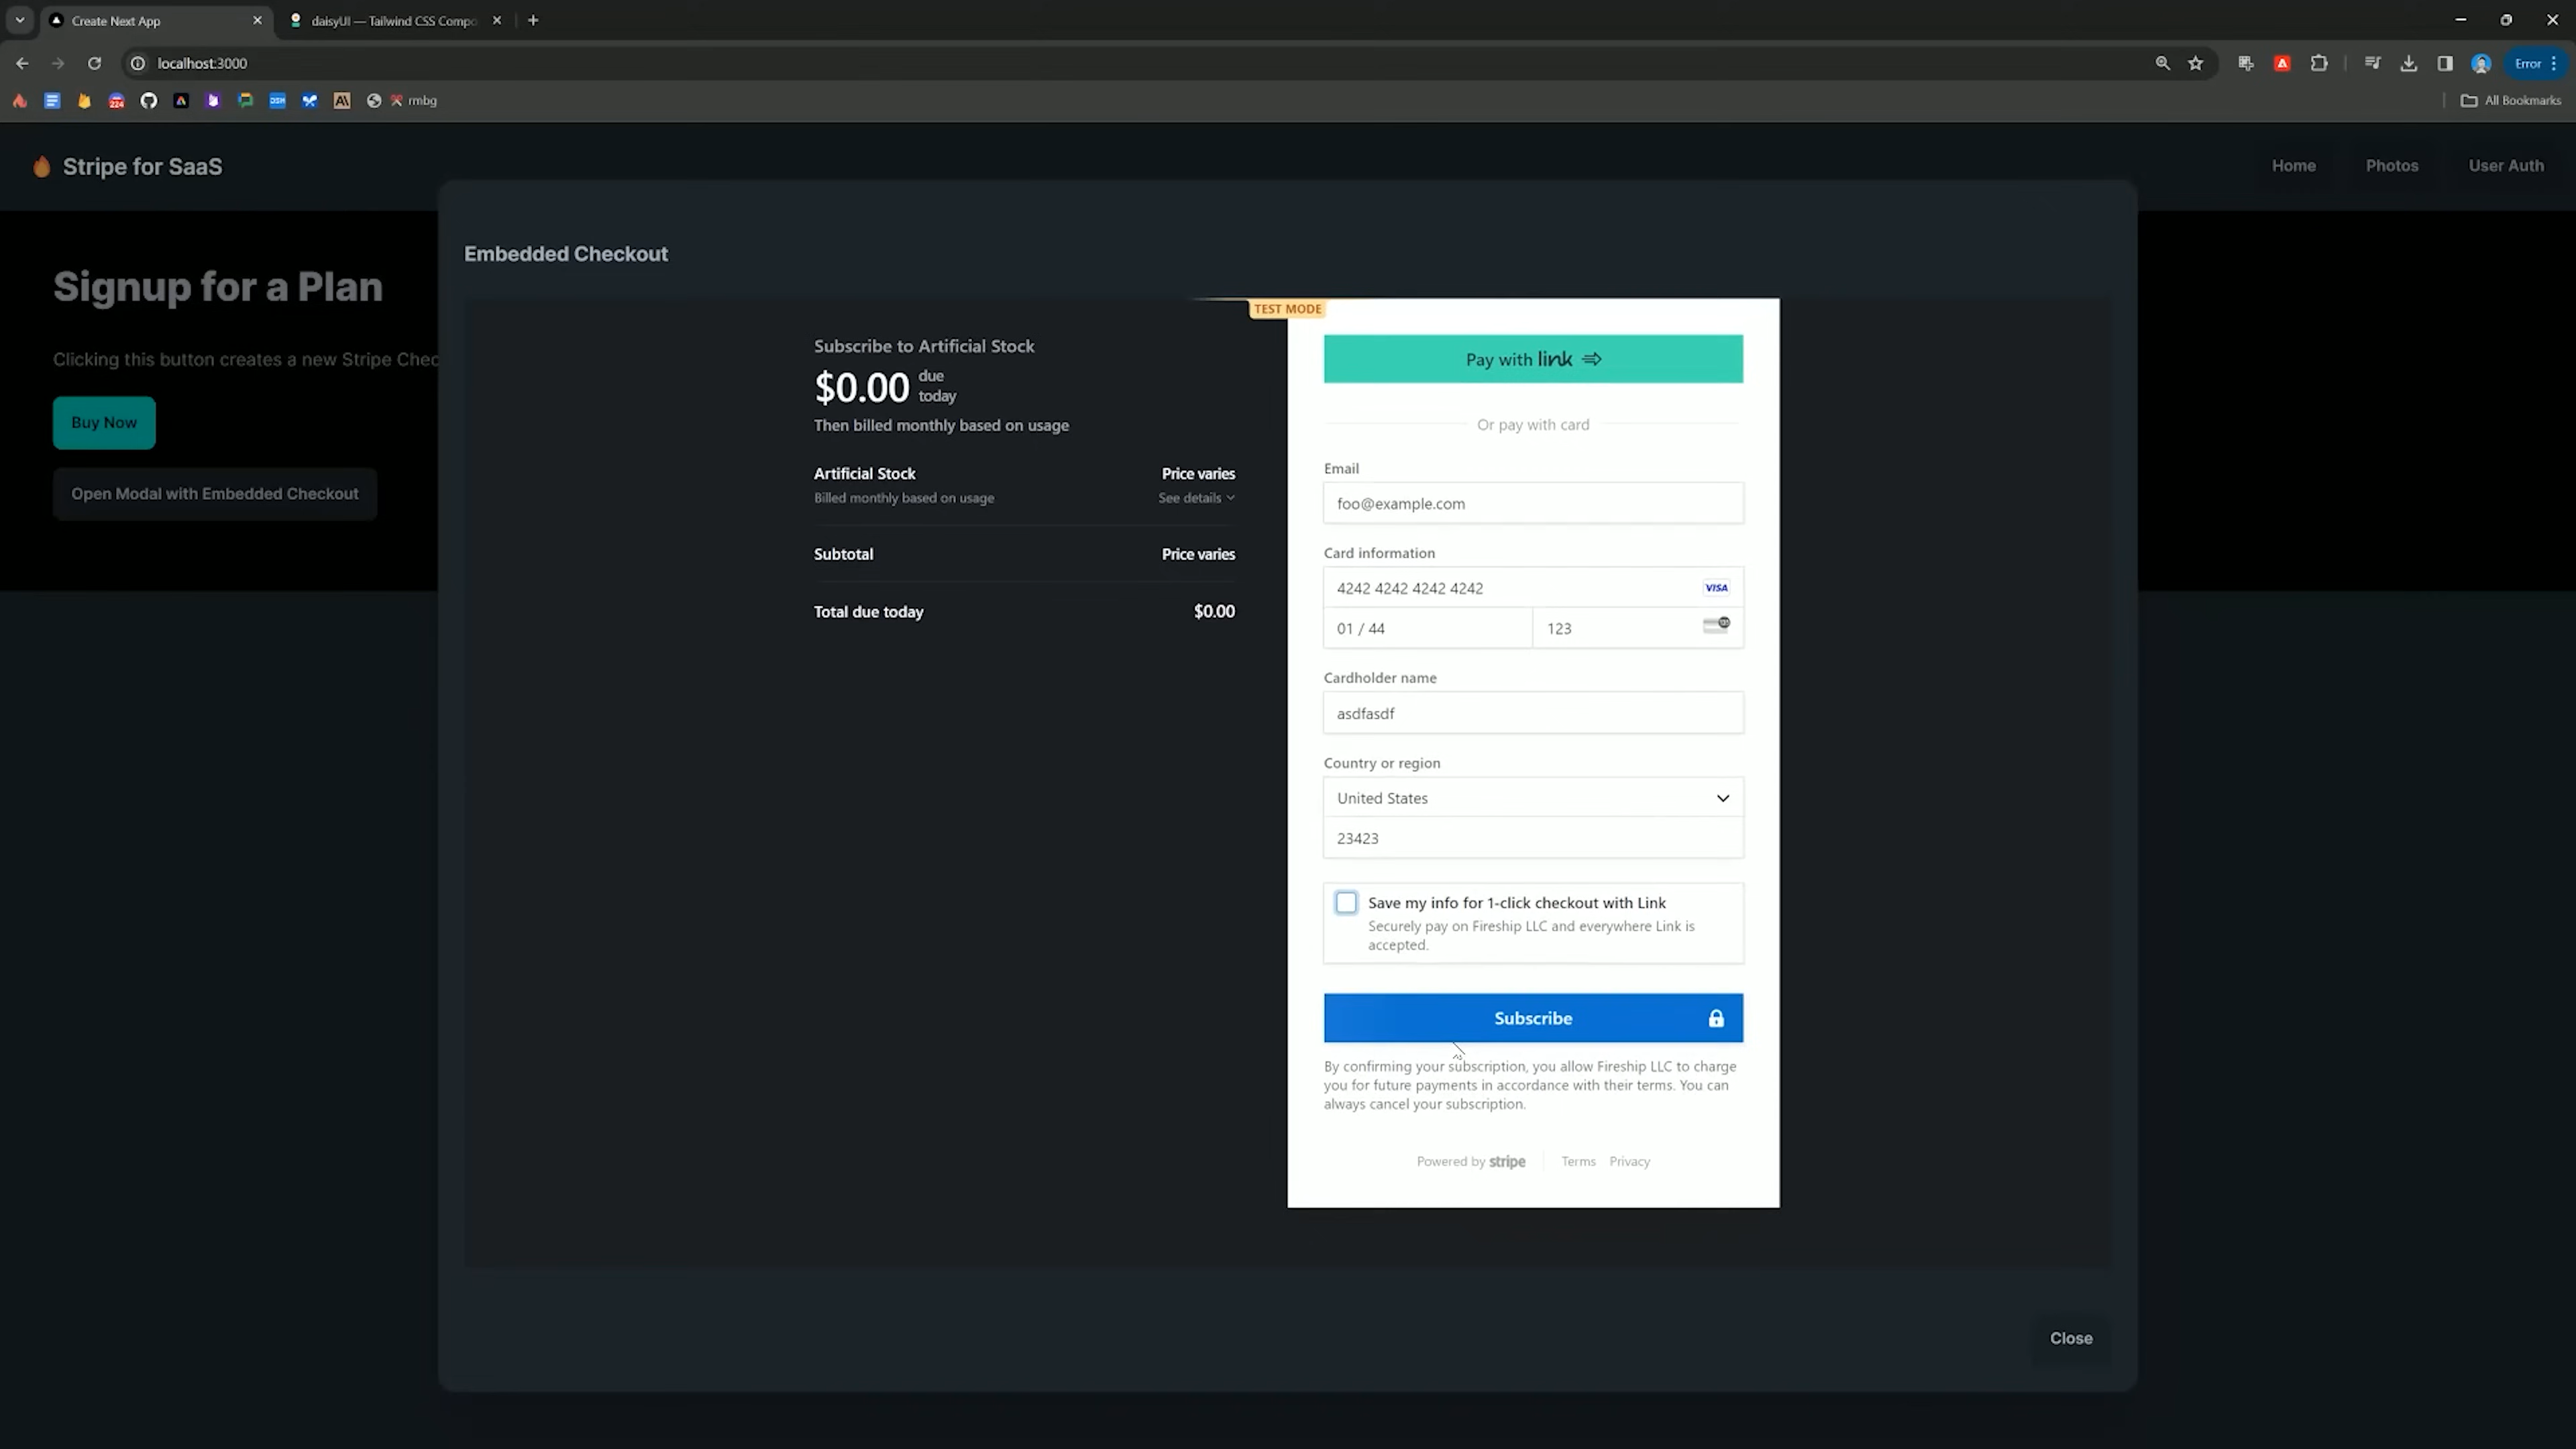 Create Next App
daisyUI — Tailwind CSS Compo
localhost:3000
Error
224
DSM
rmbg
All Bookmarks
Stripe for SaaS
Home
Photos
User Auth
Signup for a Plan
Clicking this button creates a new Stripe Chec
Buy Now
Open Modal with Embedded Checkout
Embedded Checkout
TEST MODE
Subscribe to Artificial Stock
$0.00 due today
Then billed monthly based on usage
Artificial Stock Price varies
Billed monthly based on usage See details
Subtotal Price varies
Total due today $0.00
Pay with link
Or pay with card
Email
foo@example.com
Card information
4242 4242 4242 4242 VISA
01 / 44 123
Cardholder name
asdfasdf
Country or region
United States
23423
Save my info for 1-click checkout with Link
Securely pay on Fireship LLC and everywhere Link is
accepted.
Subscribe
By confirming your subscription, you allow Fireship LLC to charge
you for future payments in accordance with their terms. You can
always cancel your subscription.
Powered by stripe Terms Privacy
Close